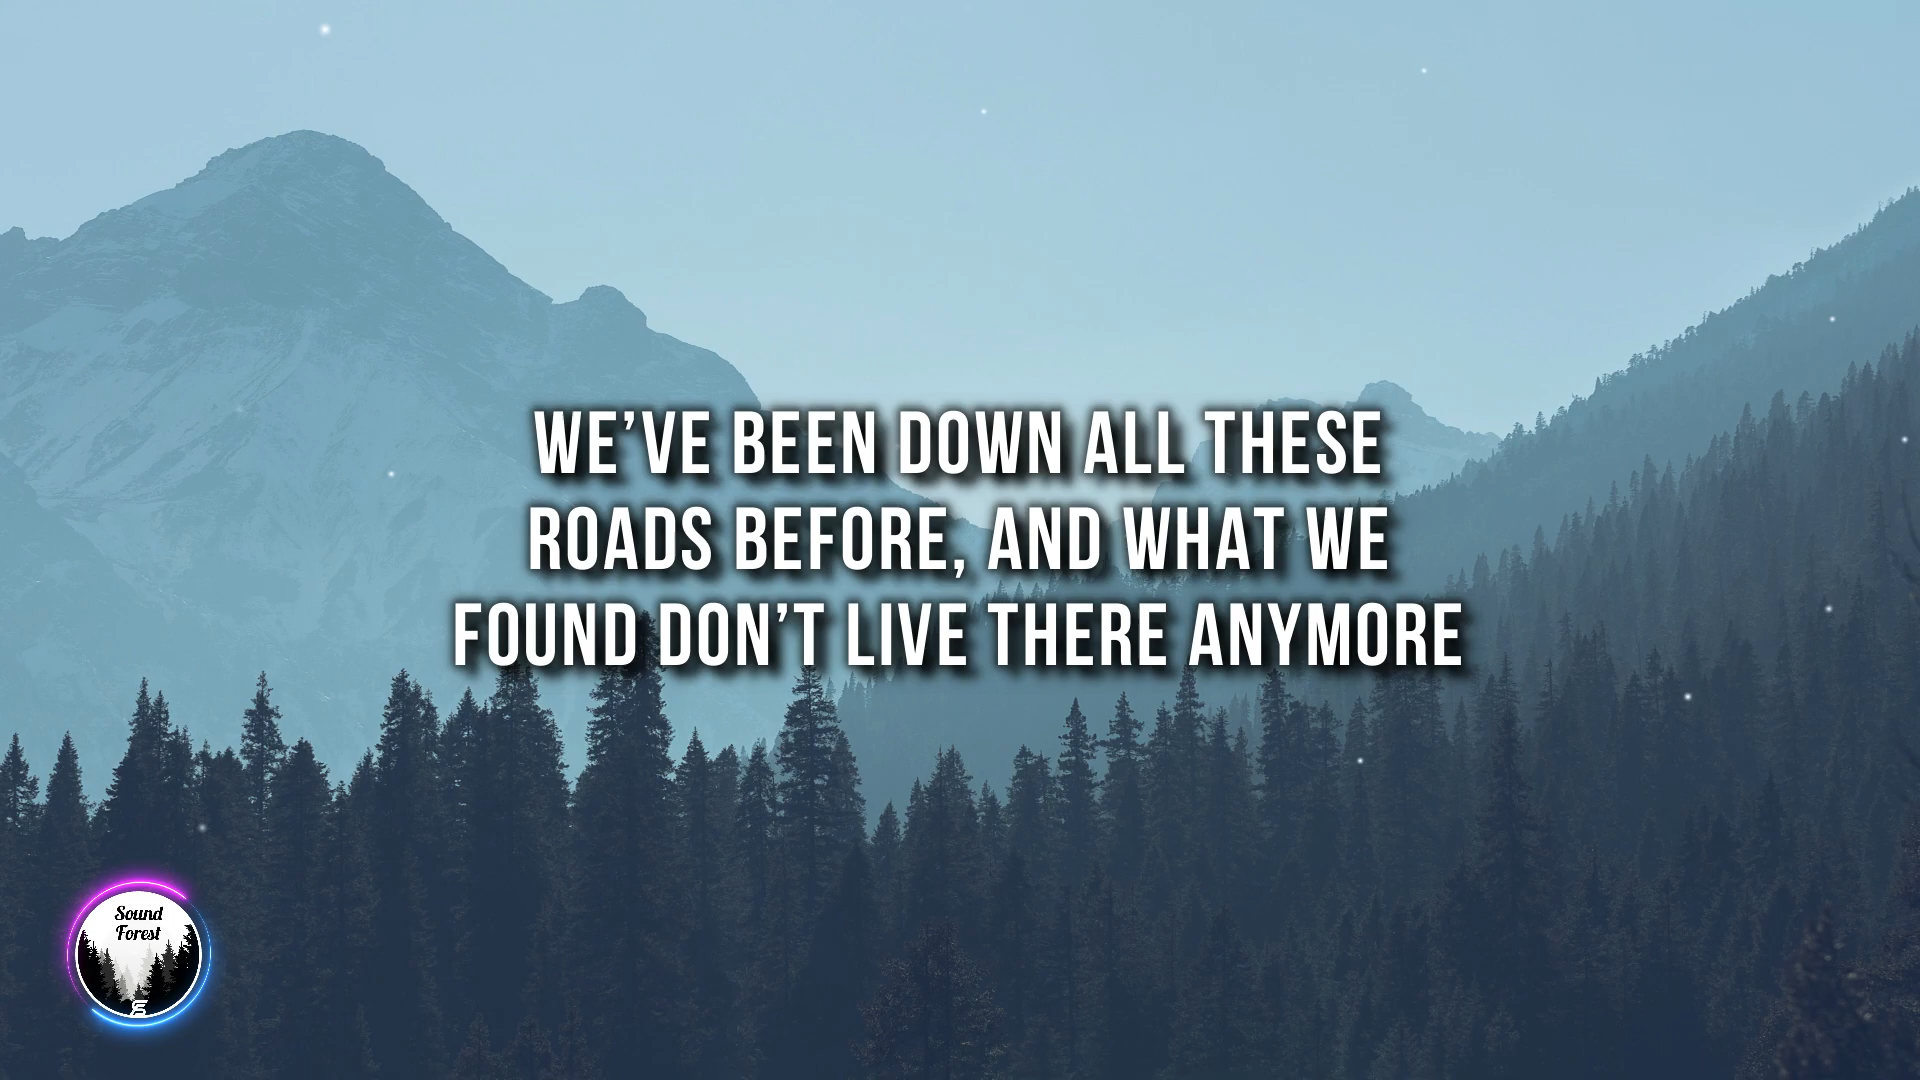 WE’VE BEEN DOWN ALL THESE
ROADS BEFORE, AND WHAT WE
FOUND DON’T LIVE THERE ANYMORE
Sound
Forest